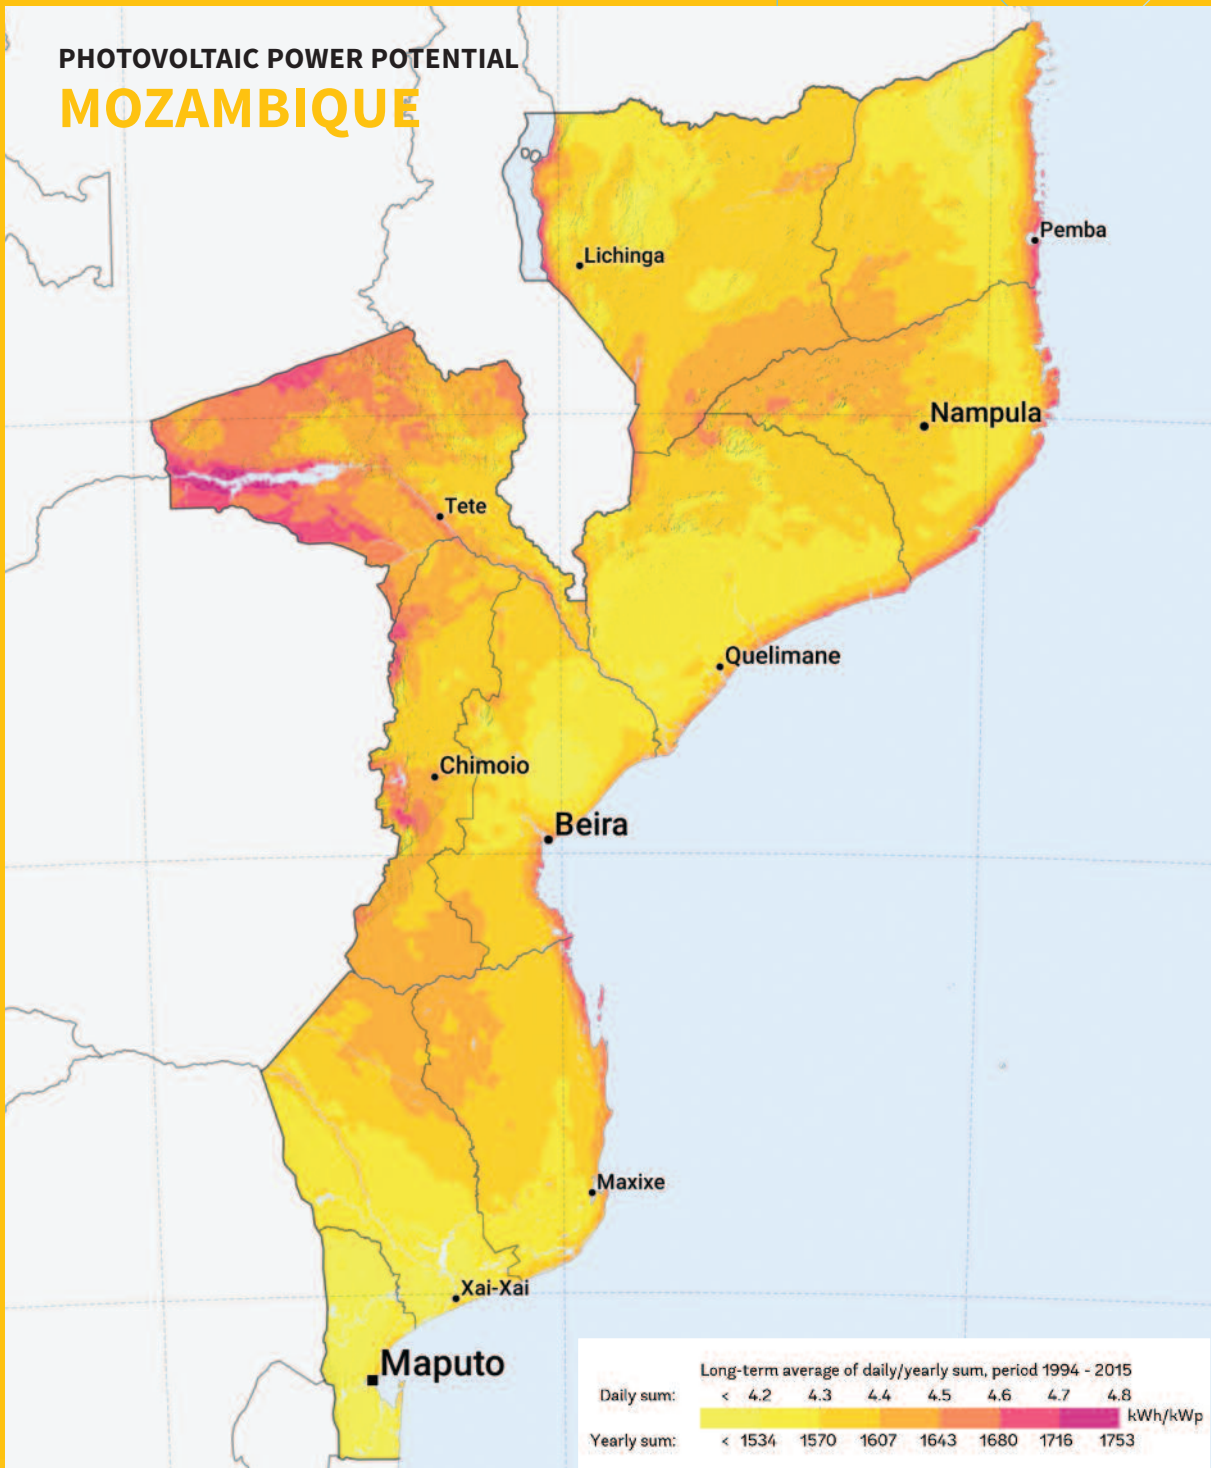 PHOTOVOLTAIC POWER POTENTIAL
MOZAMBIQUE
Pemba
Lichinga
Nampula
Tete
Quelimane
Chimoio
Beira
Maxixe
Xai-Xai
Maputo
Long-term average of daily/yearly sum, period 1994 - 2015
Daily sum: < 4.2 4.3 4.4 4.5 4.6 4.7 4.8
kWh/kWp
Yearly sum: < 1534 1570 1607 1643 1680 1716 1753